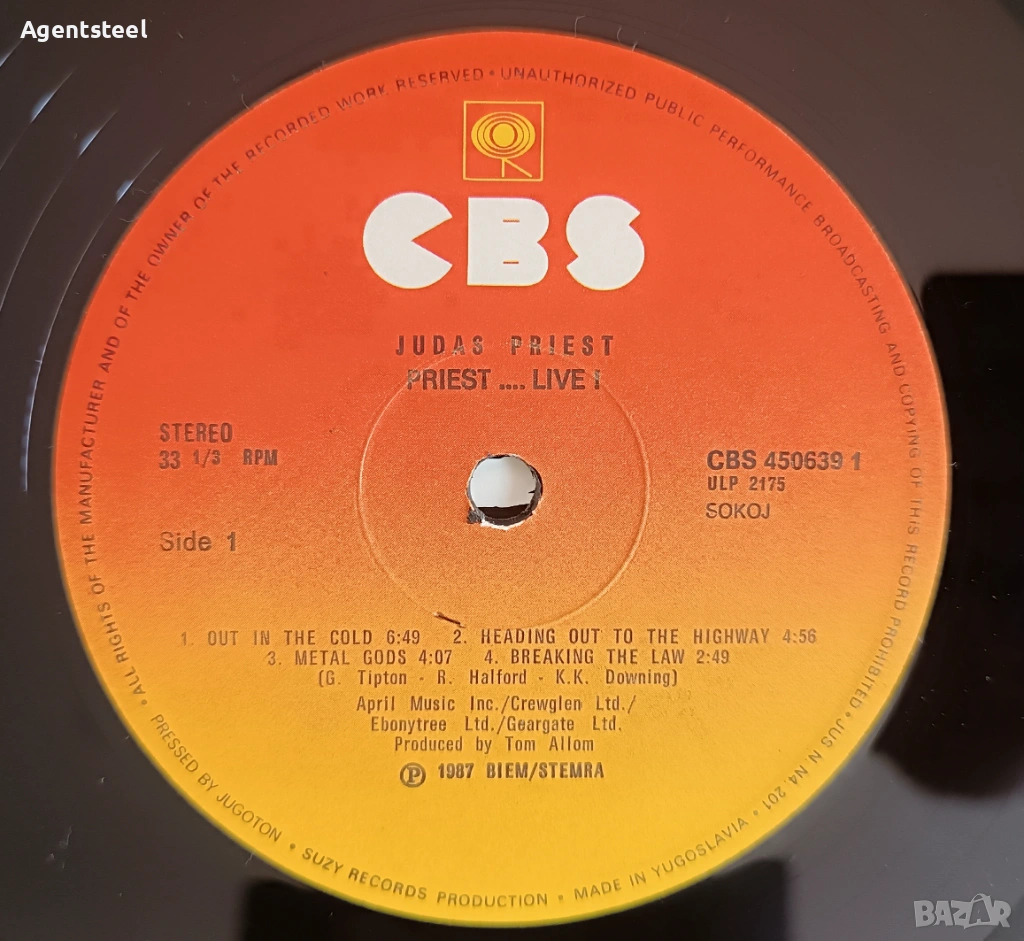 Agentsteel
ALL RIGHTS OF THE MANUFACTURER AND OF THE OWNER OF THE RECORDED WORK RESERVED • UNAUTHORIZED PUBLIC PERFORMANCE BROADCASTING AND COPYING OF THIS RECORD PROHIBITED • JUS N N4 201 •
CBS
JUDAS PRIEST
PRIEST .... LIVE !
STEREO
33 1/3 RPM
Side 1
CBS 450639 1
ULP 2175
SOKOJ
1. OUT IN THE COLD 6:49 2. HEADING OUT TO THE HIGHWAY 4:56
3. METAL GODS 4:07 4. BREAKING THE LAW 2:49
(G. Tipton - R. Halford - K.K. Downing)
April Music Inc./Crewglen Ltd./
Ebonytree Ltd./Geargate Ltd.
Produced by Tom Allom
Ⓟ 1987 BIEM/STEMRA
• PRESSED BY JUGOTON • SUZY RECORDS PRODUCTION • MADE IN YUGOSLAVIA
BAZAR